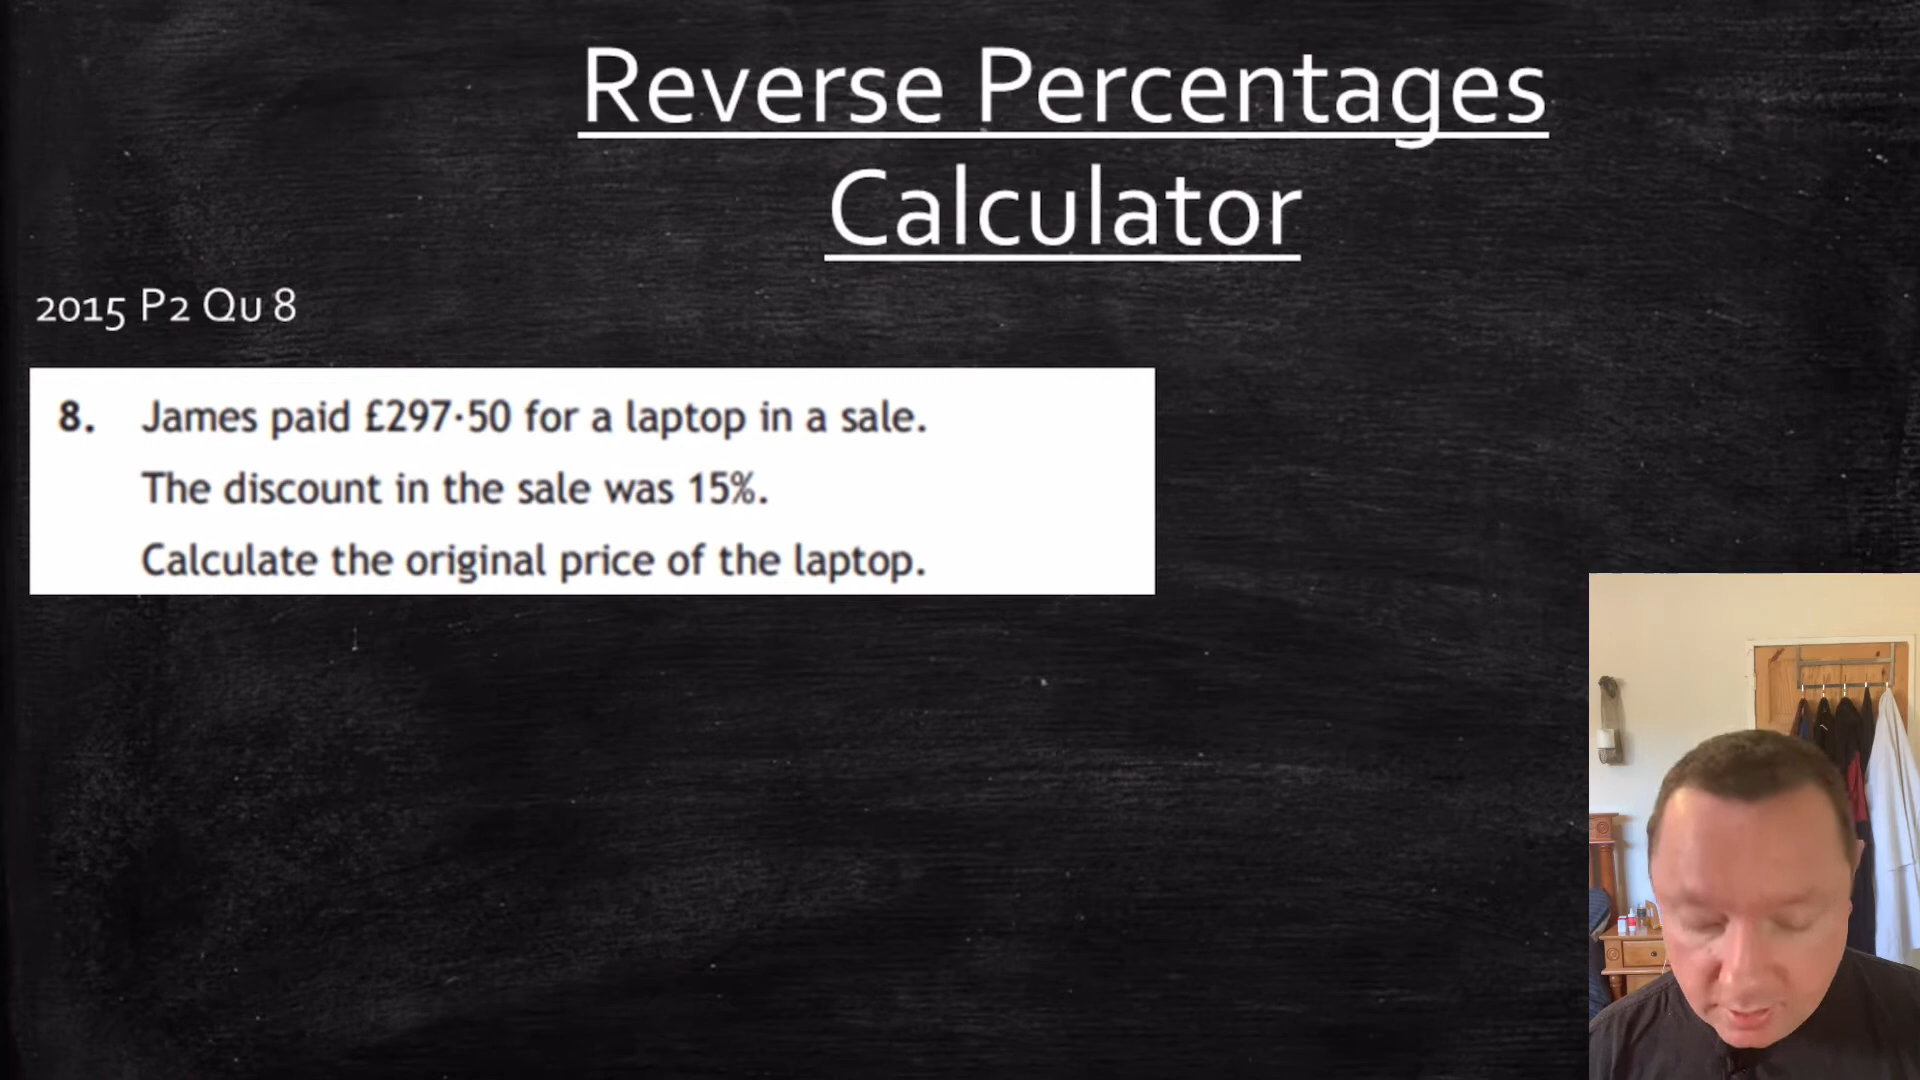 Reverse Percentages
Calculator
2015 P2 Qu 8
8. James paid £297·50 for a laptop in a sale.
The discount in the sale was 15%.
Calculate the original price of the laptop.